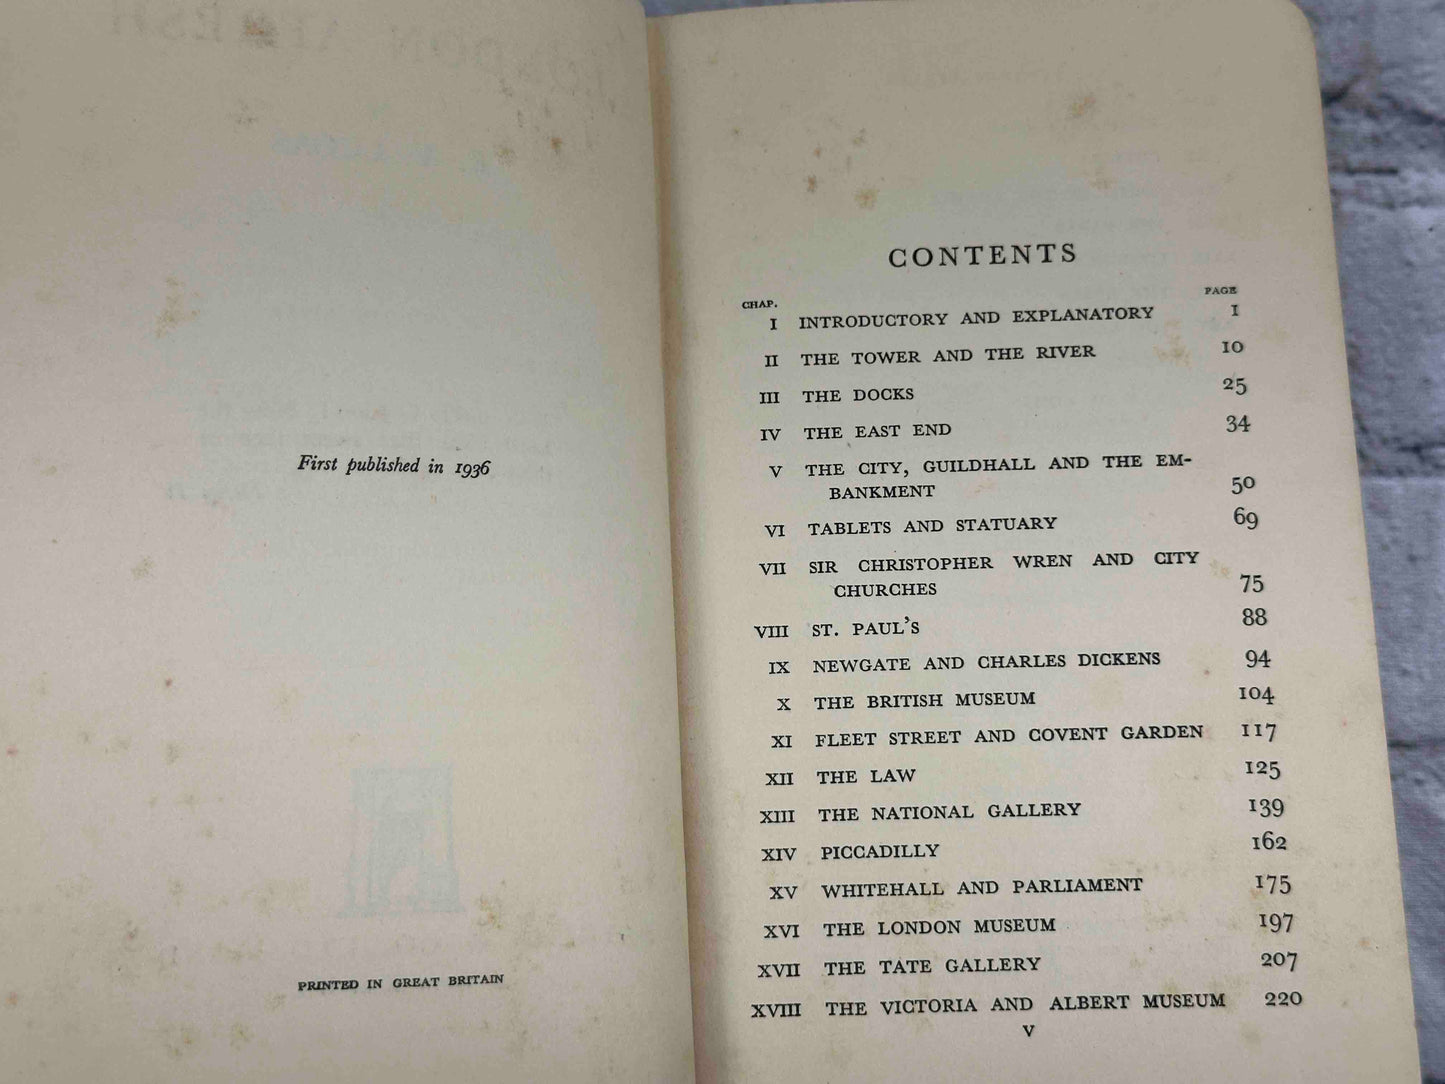 First published in 1936
PRINTED IN GREAT BRITAIN
CONTENTS
CHAP. PAGE
I INTRODUCTORY AND EXPLANATORY 1
II THE TOWER AND THE RIVER 10
III THE DOCKS 25
IV THE EAST END 34
V THE CITY, GUILDHALL AND THE EM-
BANKMENT 50
VI TABLETS AND STATUARY 69
VII SIR CHRISTOPHER WREN AND CITY
CHURCHES 75
VIII ST. PAUL'S 88
IX NEWGATE AND CHARLES DICKENS 94
X THE BRITISH MUSEUM 104
XI FLEET STREET AND COVENT GARDEN 117
XII THE LAW 125
XIII THE NATIONAL GALLERY 139
XIV PICCADILLY 162
XV WHITEHALL AND PARLIAMENT 175
XVI THE LONDON MUSEUM 197
XVII THE TATE GALLERY 207
XVIII THE VICTORIA AND ALBERT MUSEUM 220
V